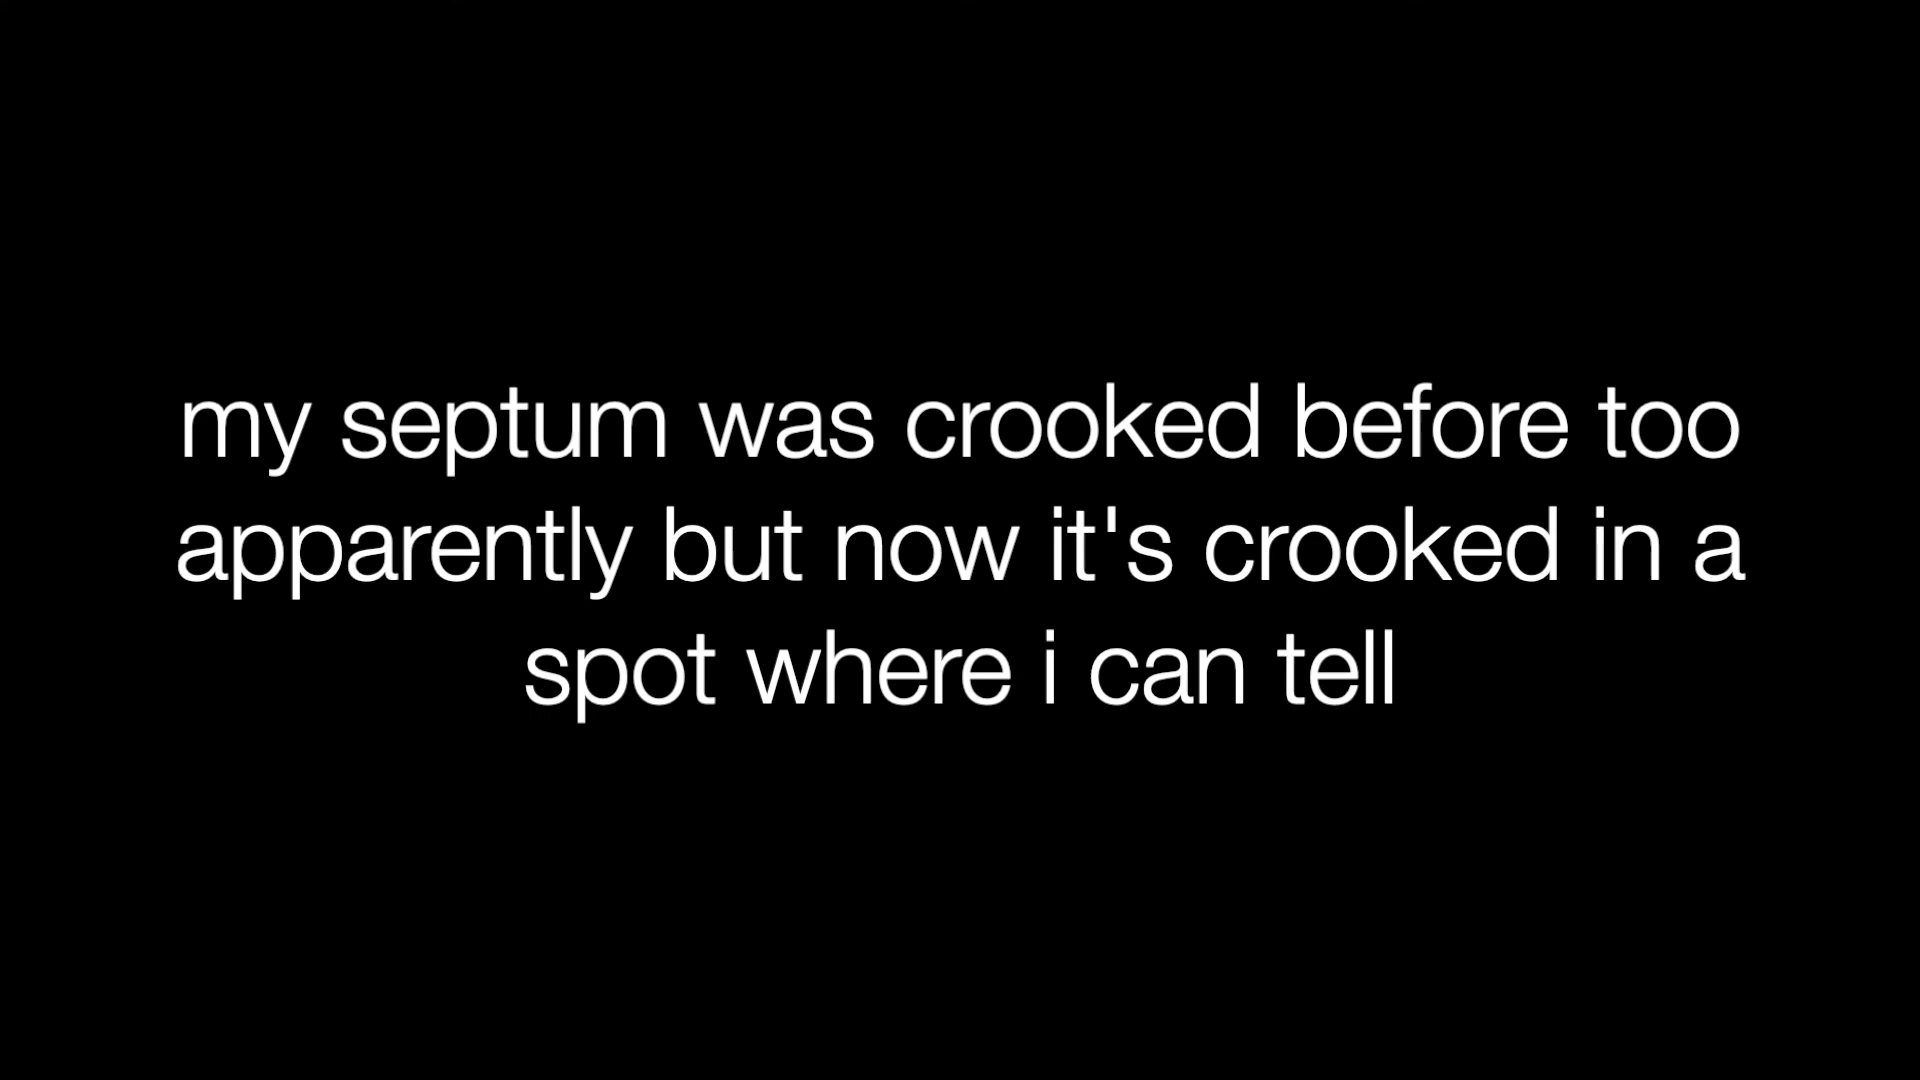 my septum was crooked before too
apparently but now it's crooked in a
spot where i can tell